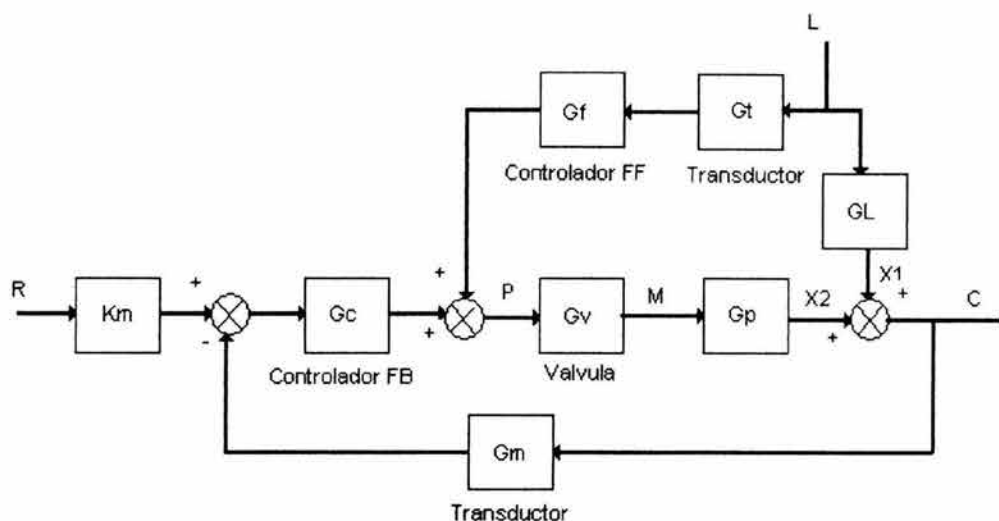 L
Gf
Gt
Controlador FF
Transductor
GL
X1
+
R
Km
+
-
Gc
Controlador FB
+
+
P
Gv
Valvula
M
Gp
X2
+
C
Gm
Transductor